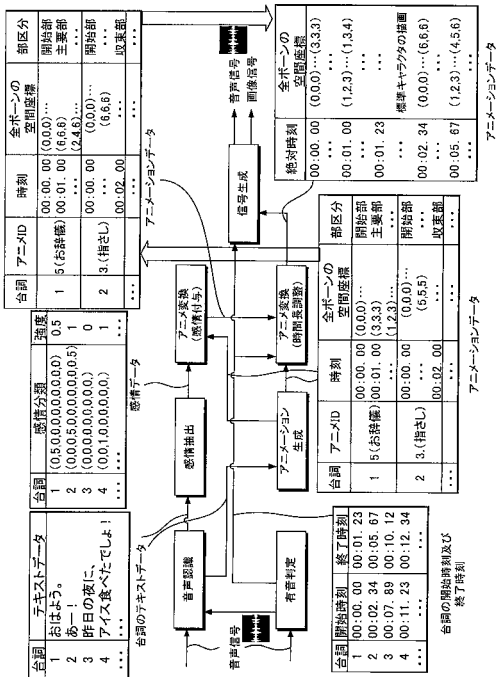 台詞 テキストデータ
1 おはよう。
2 あー!
3 昨日の夜に、
4 アイス食べたでしょ!
... ...
台詞 感情分類 強度
1 (0,5,0,0,0,0,0,0,0,0) 0.5
2 (0,0,0,5,0,0,0,0,0,0,5) 1
3 (0,0,0,0,0,0,0,0,) 0
4 (0,0,1,0,0,0,0,0,) 1
... ... ...
台詞 アニメID 時刻 全ボーンの空間座標 部区分
1 5(お辞儀) 00:00. 00 (0,0,0)… 開始部
00:01. 00 (6,6,6) 主要部
... (2,4,6)… ...
2 3.(指さし) 00:00. 00 (0,0,0)… 開始部
... (6,6,6) ...
00:02. 00 ... 収束部
... ... ...
アニメーションデータ
台詞のテキストデータ
感情データ
音声信号
音声認識
感情抽出
アニメ変換
(感情付与)
有音判定
アニメーション
生成
アニメ変換
(時間長調整)
信号生成
音声信号
画像信号
台詞 開始時刻 終了時刻
1 00:00. 00 00:01. 23
2 00:02. 34 00:05. 67
3 00:07. 89 00:10. 12
4 00:11. 23 00:12. 34
... ... ...
台詞の開始時刻及び
終了時刻
台詞 アニメID 時刻 全ボーンの空間座標 部区分
1 5(お辞儀) 00:00. 00 (0,0,0)… 開始部
00:01. 00 (3,3,3) 主要部
... (1,2,3)… ...
2 3.(指さし) 00:00. 00 (0,0,0)… 開始部
... (5,5,5) ...
00:02. 00 ... 収束部
... ... ...
アニメーションデータ
絶対時刻 全ボーンの空間座標
00:00. 00 (0,0,0)…(3,3,3)
... ...
00:01. 00 (1,2,3)…(1,3,4)
00:01. 23 ...
... 標準キャラクタの描画
00:02. 34 (0,0,0)…(6,6,6)
... ...
00:05. 67 (1,2,3)…(4,5,6)
... ...
アニメーションデータ